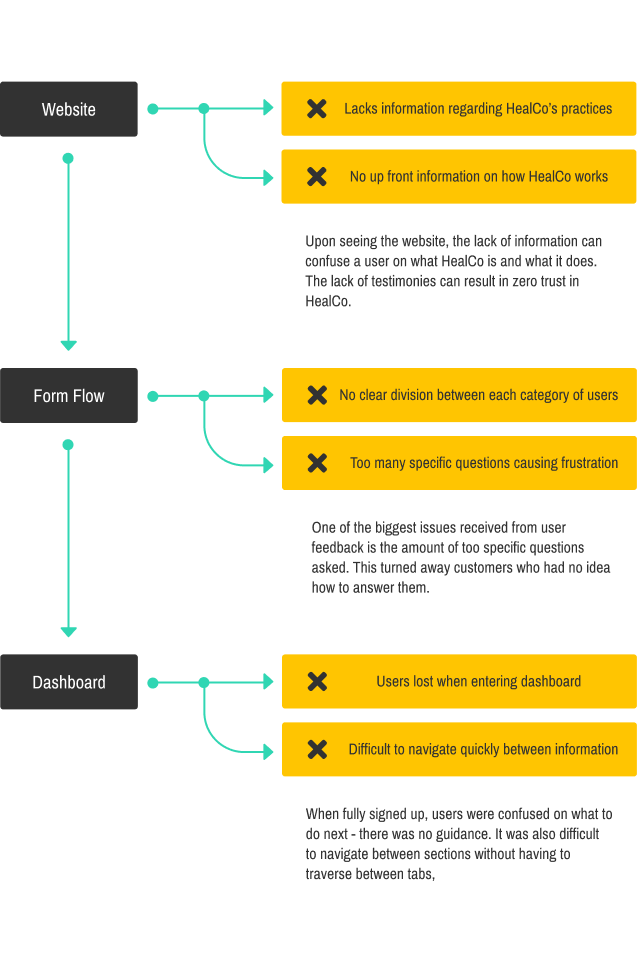 Website
Lacks information regarding HealCo's practices
No up front information on how HealCo works
Upon seeing the website, the lack of information can
confuse a user on what HealCo is and what it does.
The lack of testimonies can result in zero trust in
HealCo.
Form Flow
No clear division between each category of users
Too many specific questions causing frustration
One of the biggest issues received from user
feedback is the amount of too specific questions
asked. This turned away customers who had no idea
how to answer them.
Dashboard
Users lost when entering dashboard
Difficult to navigate quickly between information
When fully signed up, users were confused on what to
do next - there was no guidance. It was also difficult
to navigate between sections without having to
traverse between tabs,